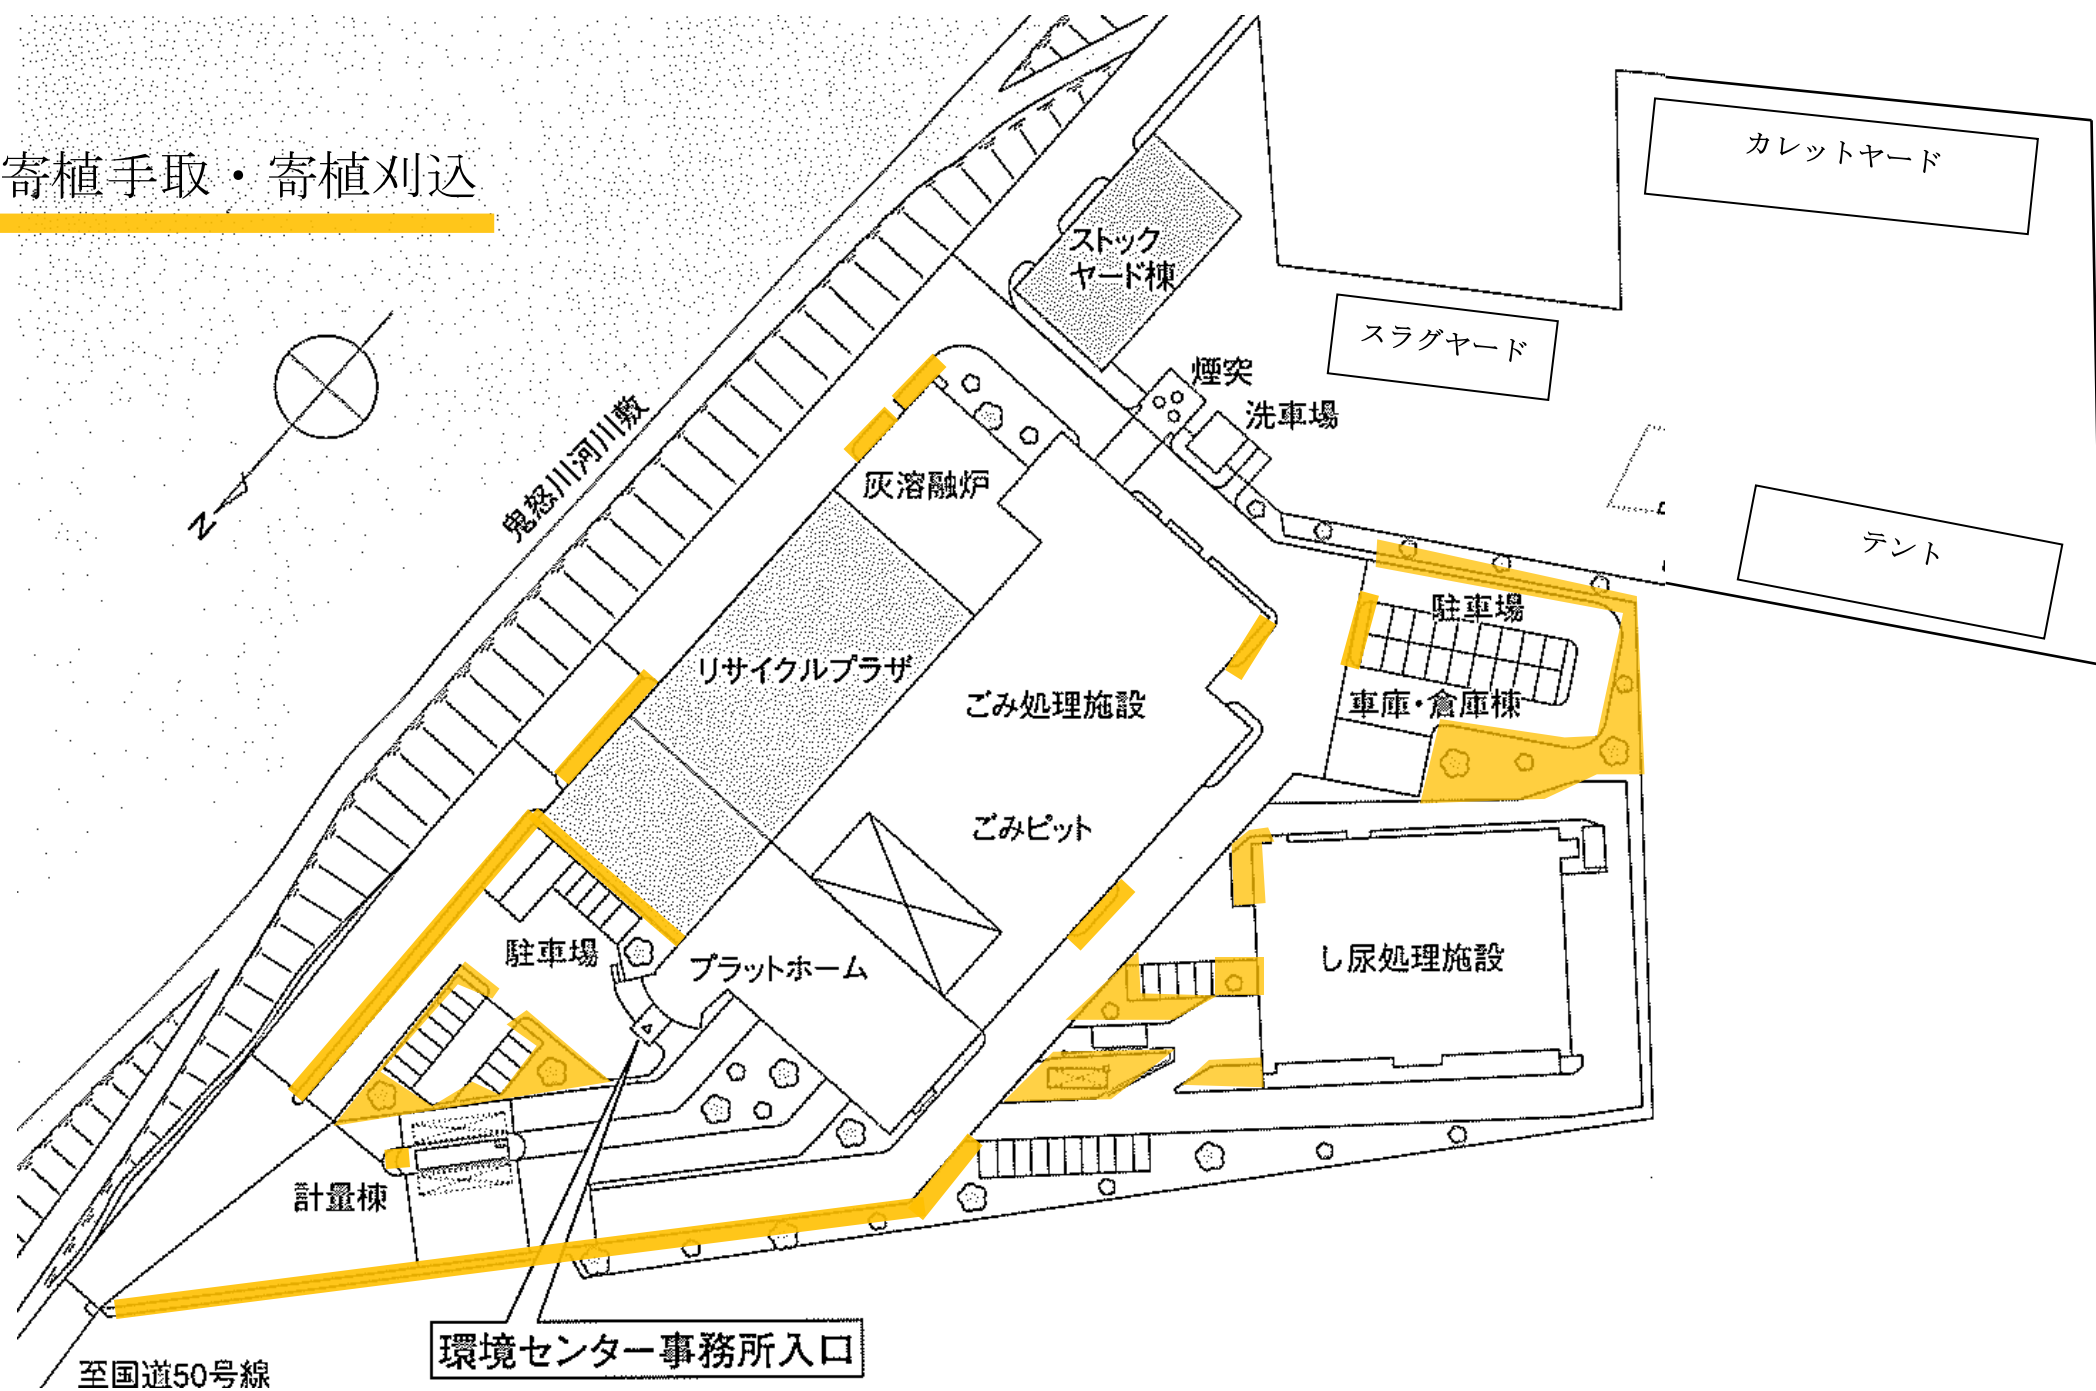 カレットヤード
寄植手取・寄植刈込
ストック
ヤード棟
スラグヤード
煙突
洗車場
鬼怒川河川敷
灰溶融炉
N
テント
駐車場
リサイクルプラザ
ごみ処理施設
車庫・倉庫棟
ごみピット
駐車場
プラットホーム
し尿処理施設
計量棟
環境センター事務所入口
至国道50号線